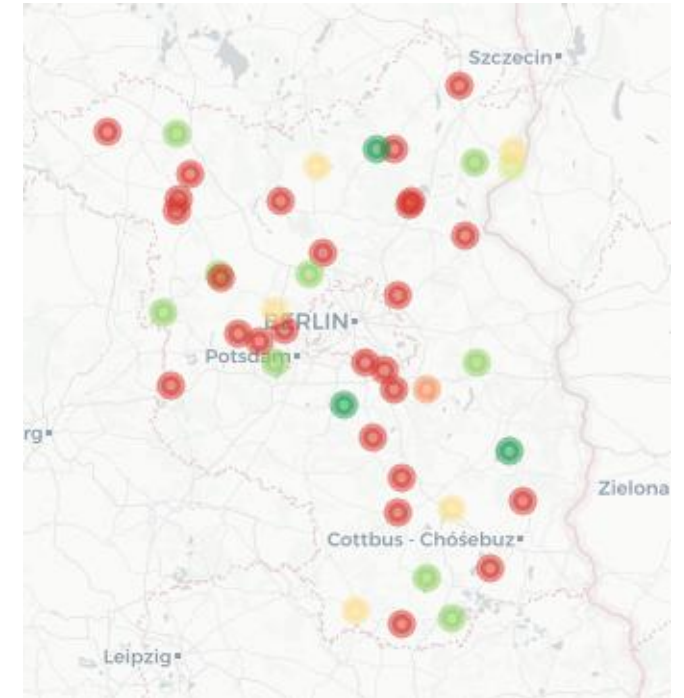 Szczecin
BERLIN
Potsdam
rg
Zielona
Cottbus - Chóśebuz
Leipzig